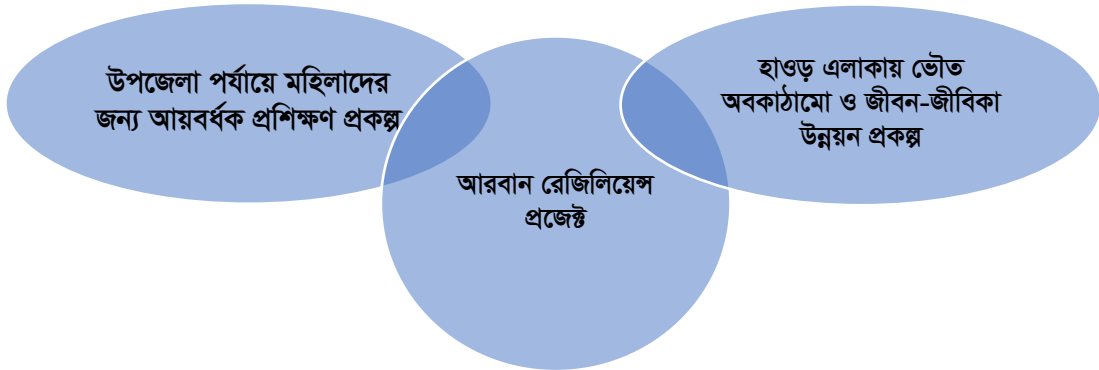 উপজেলা পর্যায়ে মহিলাদের
জন্য আয়বর্ধক প্রশিক্ষণ প্রকল্প
আরবান রেজিলিয়েন্স
প্রজেক্ট
হাওড় এলাকায় ভৌত
অবকাঠামো ও জীবন-জীবিকা
উন্নয়ন প্রকল্প